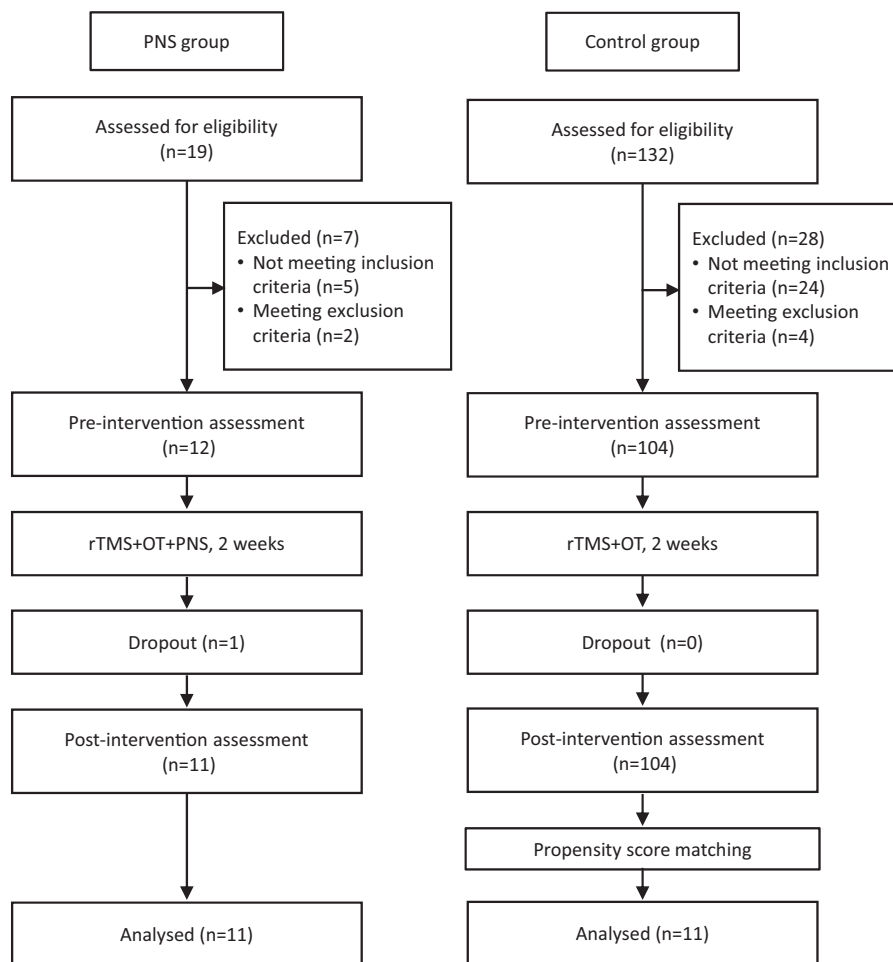 PNS group
Control group
Assessed for eligibility
(n=19)
Assessed for eligibility
(n=132)
Excluded (n=7)
• Not meeting inclusion
criteria (n=5)
• Meeting exclusion
criteria (n=2)
Excluded (n=28)
• Not meeting inclusion
criteria (n=24)
• Meeting exclusion
criteria (n=4)
Pre-intervention assessment
(n=12)
Pre-intervention assessment
(n=104)
rTMS+OT+PNS, 2 weeks
rTMS+OT, 2 weeks
Dropout (n=1)
Dropout (n=0)
Post-intervention assessment
(n=11)
Post-intervention assessment
(n=104)
Propensity score matching
Analysed (n=11)
Analysed (n=11)